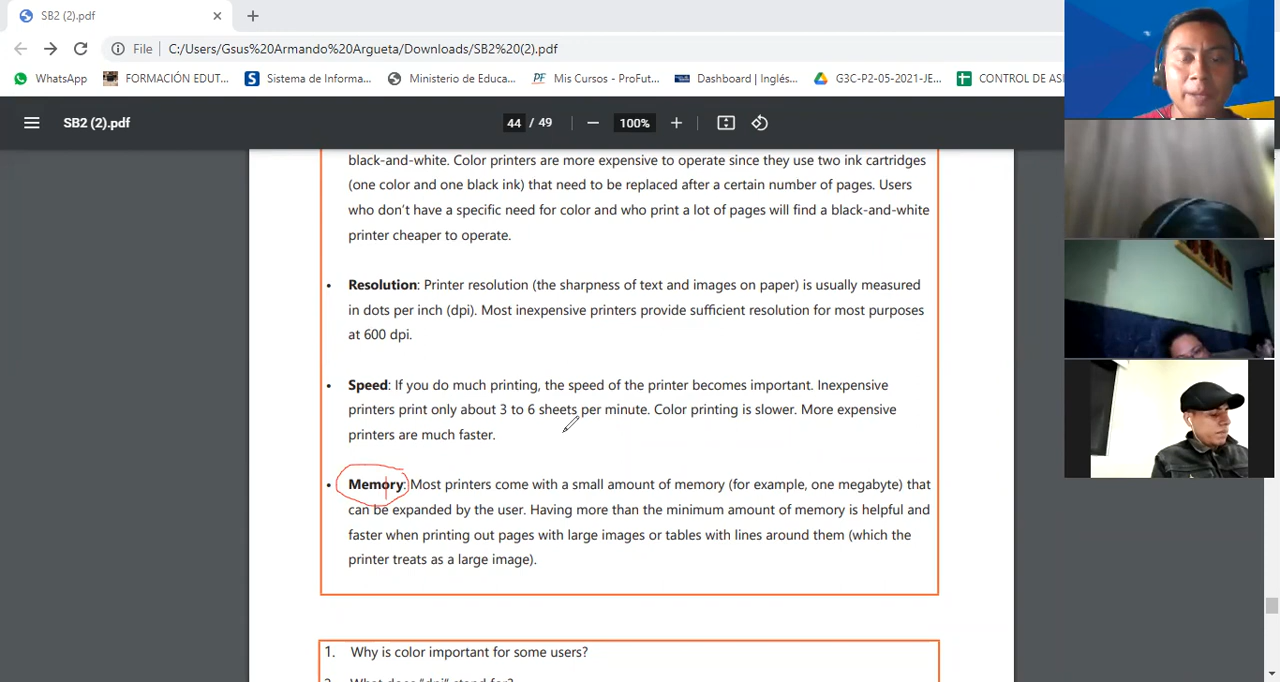 SB2 (2).pdf
File C:/Users/Gsus%20Armando%20Argueta/Downloads/SB2%20(2).pdf
WhatsApp FORMACIÓN EDUT... Sistema de Informa... Ministerio de Educa... Mis Cursos - ProFut... Dashboard | Inglés,... G3C-P2-05-2021-JE... CONTROL DE ASI
SB2 (2).pdf 44 / 49 100%
black-and-white. Color printers are more expensive to operate since they use two ink cartridges
(one color and one black ink) that need to be replaced after a certain number of pages. Users
who don't have a specific need for color and who print a lot of pages will find a black-and-white
printer cheaper to operate.
• Resolution: Printer resolution (the sharpness of text and images on paper) is usually measured
in dots per inch (dpi). Most inexpensive printers provide sufficient resolution for most purposes
at 600 dpi.
• Speed: If you do much printing, the speed of the printer becomes important. Inexpensive
printers print only about 3 to 6 sheets per minute. Color printing is slower. More expensive
printers are much faster.
• Memory: Most printers come with a small amount of memory (for example, one megabyte) that
can be expanded by the user. Having more than the minimum amount of memory is helpful and
faster when printing out pages with large images or tables with lines around them (which the
printer treats as a large image).
1. Why is color important for some users?
2. What does "dpi" stand for?